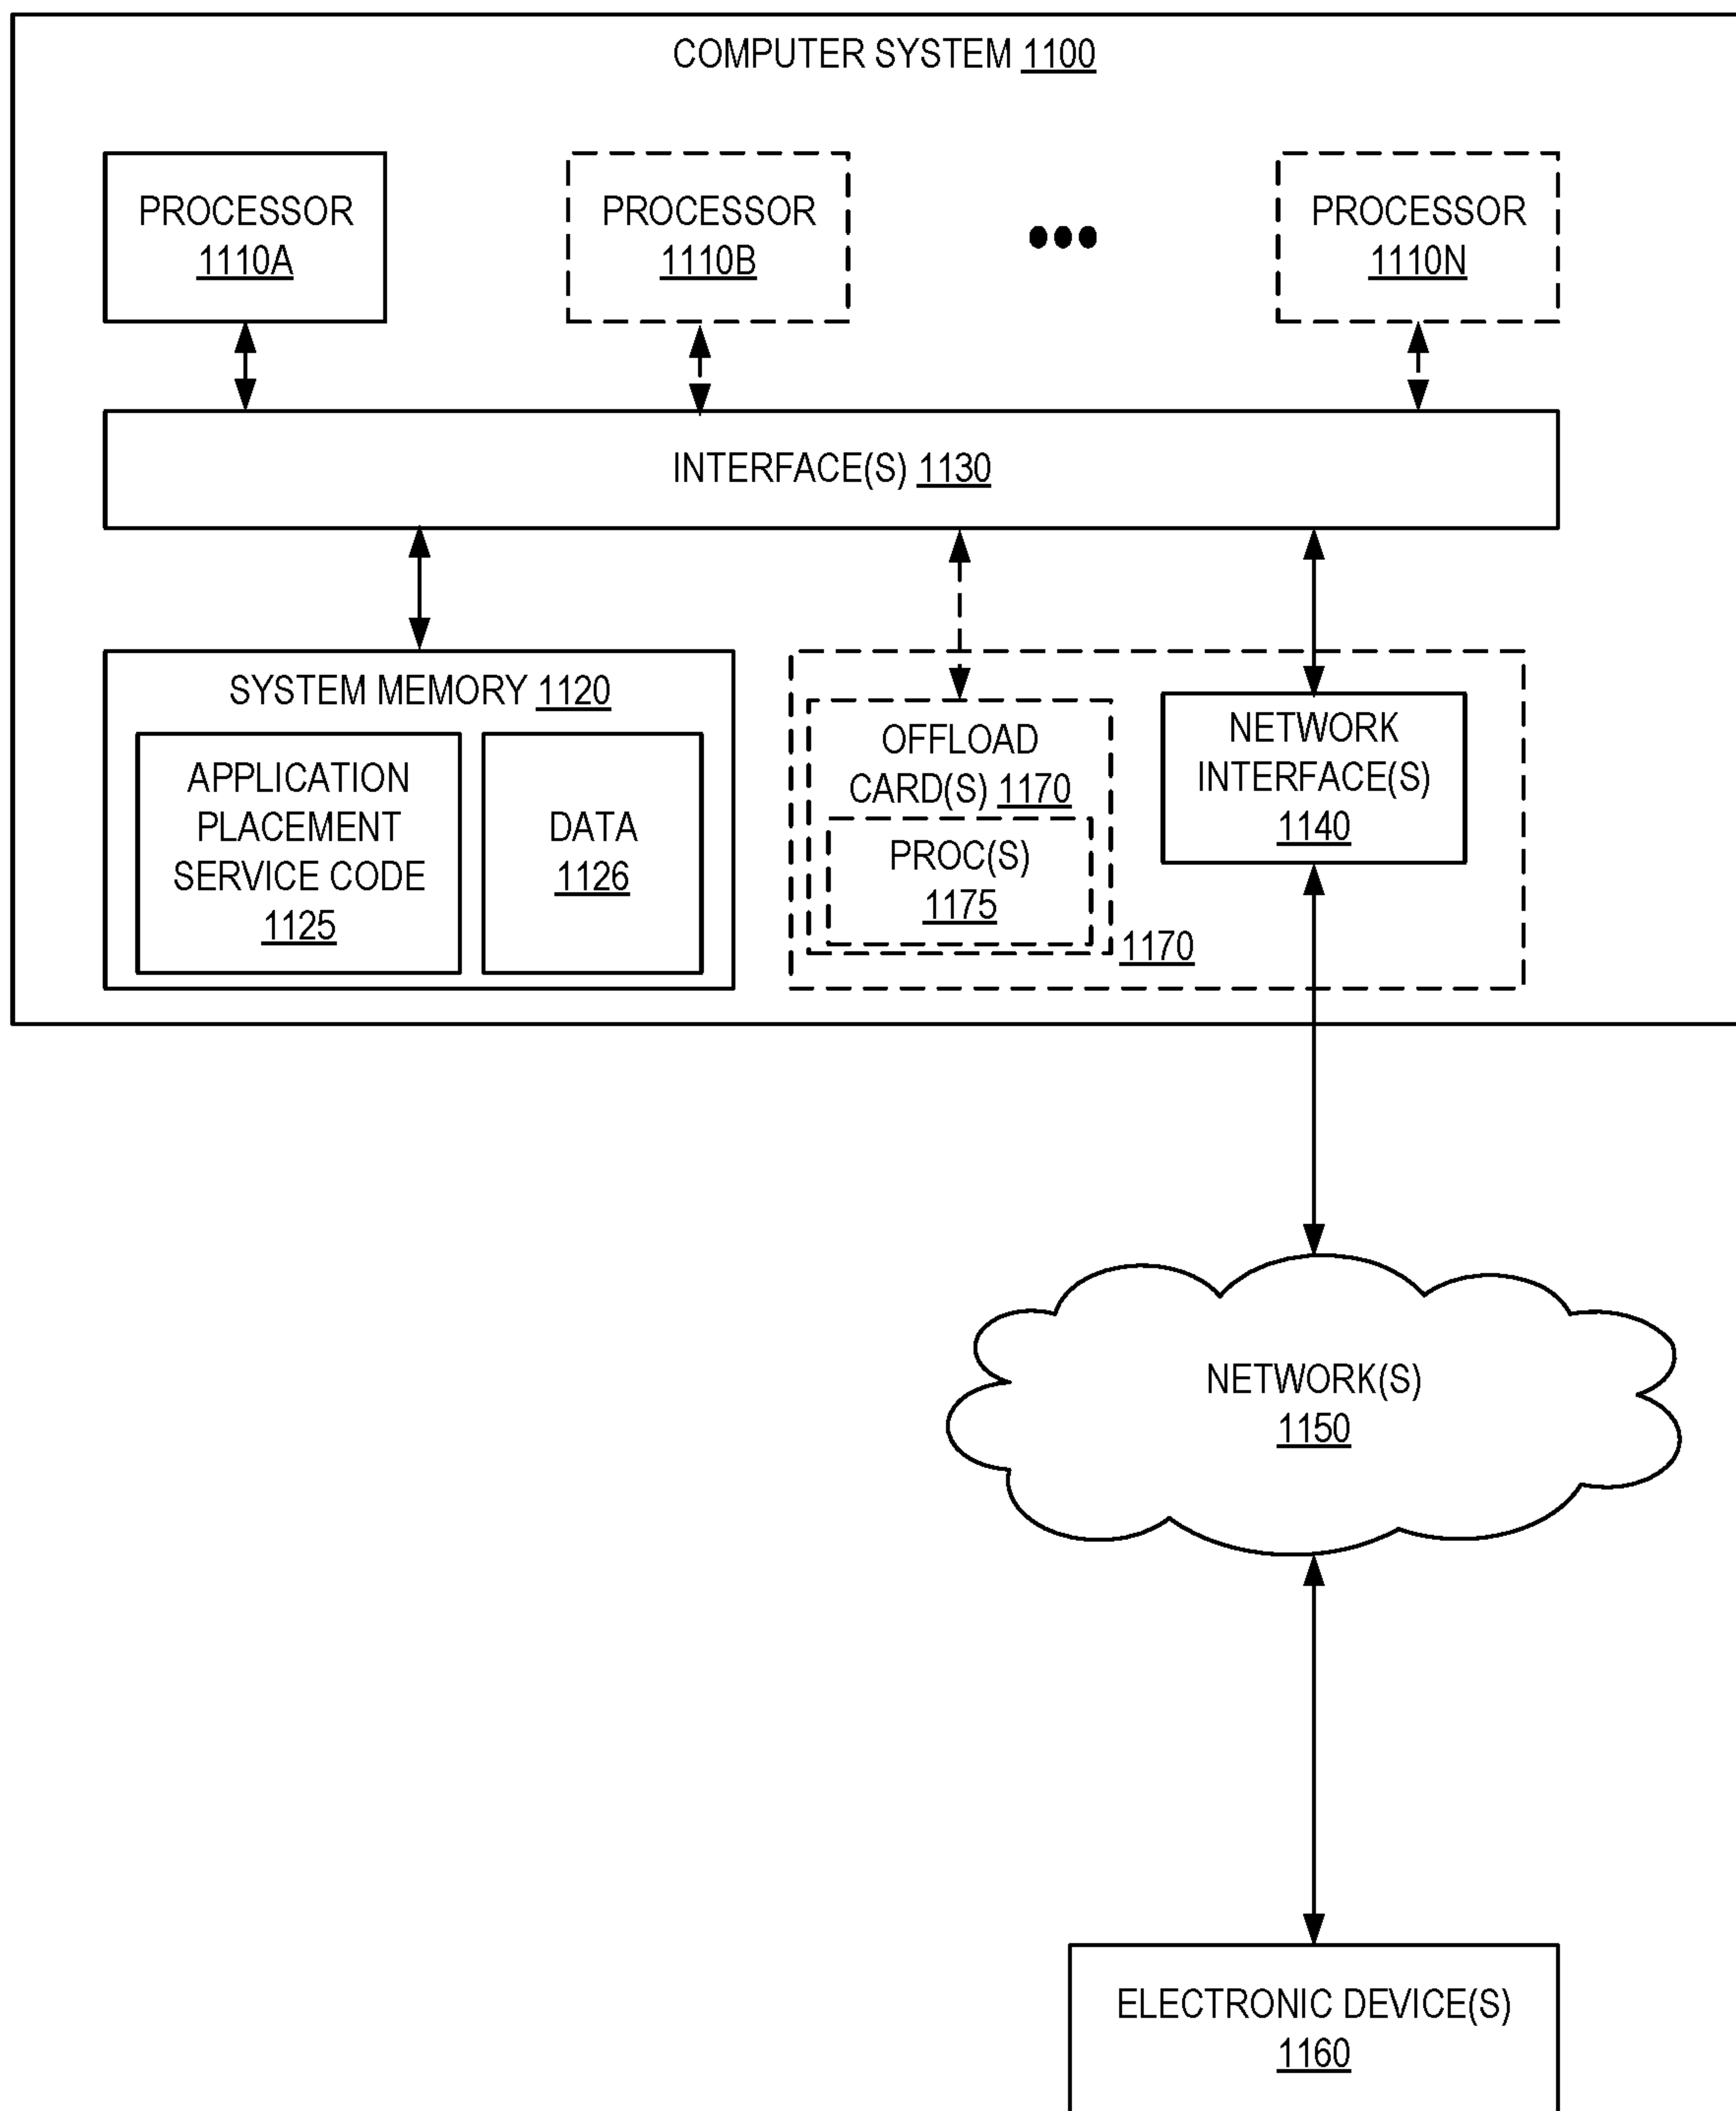 COMPUTER SYSTEM 1100
PROCESSOR
1110A
PROCESSOR
1110B
PROCESSOR
1110N
INTERFACE(S) 1130
SYSTEM MEMORY 1120
APPLICATION
PLACEMENT
SERVICE CODE
1125
DATA
1126
OFFLOAD
CARD(S) 1170
PROC(S)
1175
1170
NETWORK
INTERFACE(S)
1140
NETWORK(S)
1150
ELECTRONIC DEVICE(S)
1160